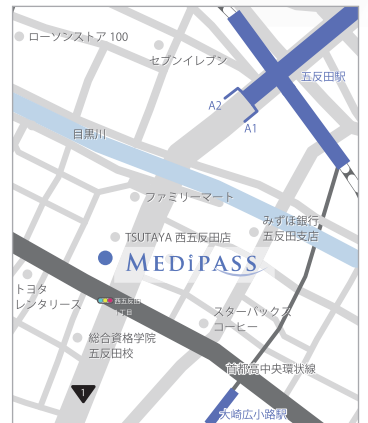 ローソンストア 100
セブンイレブン
五反田駅
A2
A1
目黒川
ファミリーマート
みずほ銀行
五反田支店
TSUTAYA 西五反田店
MEDiPASS
トヨタ
レンタリース
西五反田
1丁目
スターバックス
コーヒー
総合資格学院
五反田校
首都高中央環状線
1
大崎広小路駅